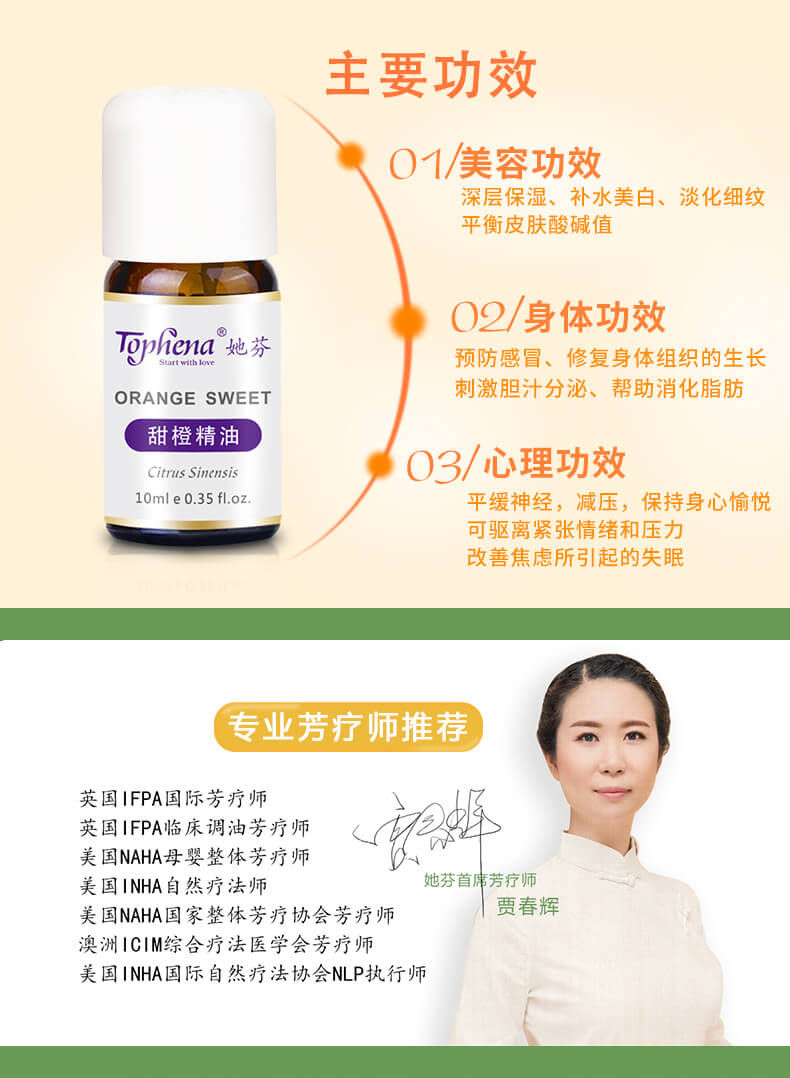 主要功效
01/美容功效
深层保湿、补水美白、淡化细纹
平衡皮肤酸碱值
02/身体功效
预防感冒、修复身体组织的生长
刺激胆汁分泌、帮助消化脂肪
03/心理功效
平缓神经，减压，保持身心愉悦
可驱离紧张情绪和压力
改善焦虑所引起的失眠
Tophena® 她芬
Start with love
ORANGE SWEET
甜橙精油
Citrus Sinensis
10ml e 0.35 fl.oz.
专业芳疗师推荐
英国IFPA国际芳疗师
英国IFPA临床调油芳疗师
美国NAHA母婴整体芳疗师
美国INHA自然疗法师
美国NAHA国家整体芳疗协会芳疗师
澳洲ICIM综合疗法医学会芳疗师
美国INHA国际自然疗法协会NLP执行师
她芬首席芳疗师
贾春辉